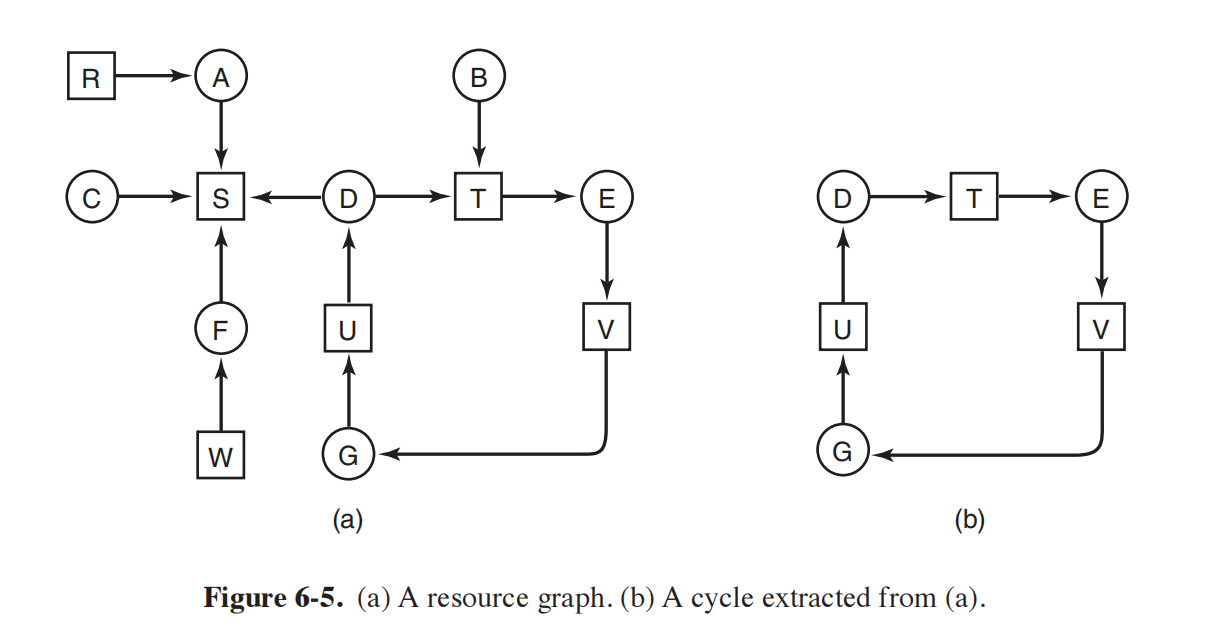 R A B
C S D T E D T E
F U V U V
W G G
(a) (b)
Figure 6-5. (a) A resource graph. (b) A cycle extracted from (a).